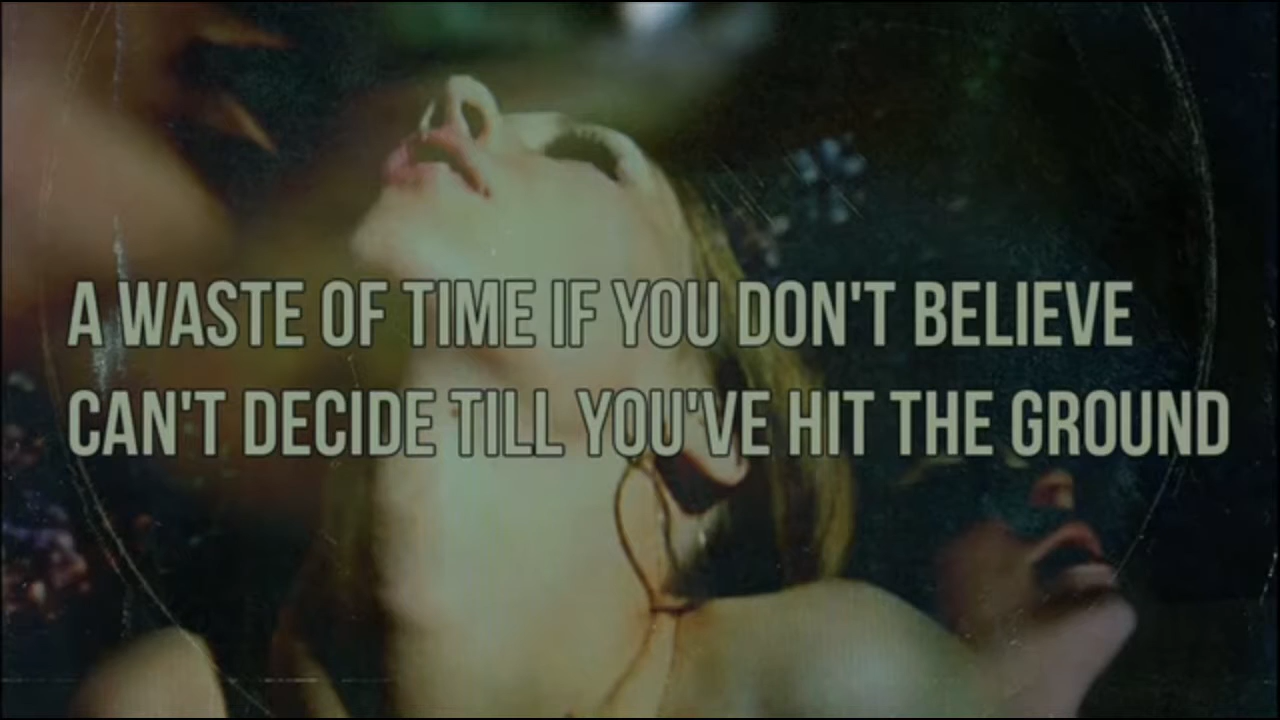 A WASTE OF TIME IF YOU DON'T BELIEVE
CAN'T DECIDE TILL YOU'VE HIT THE GROUND